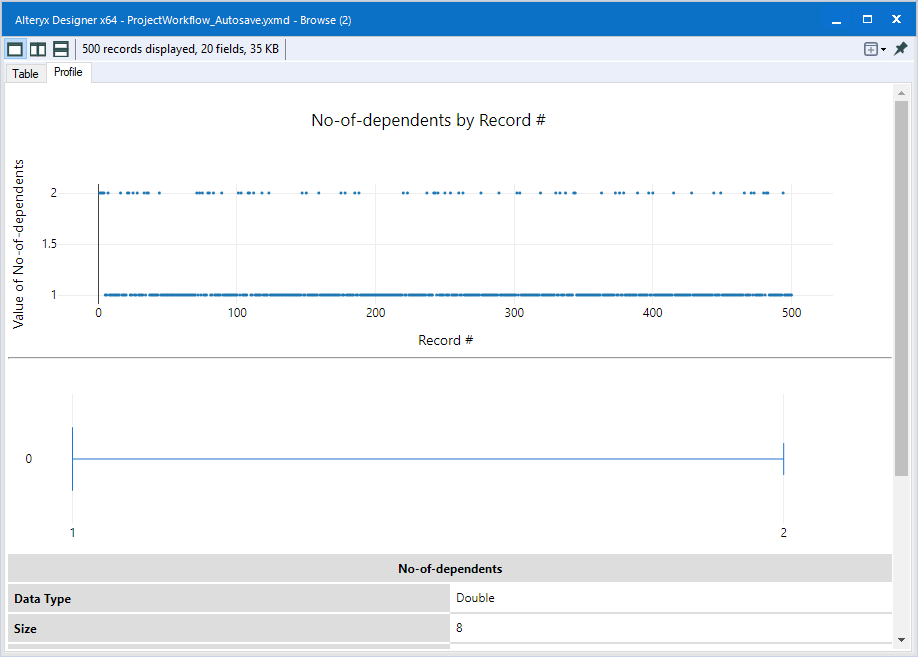 Alteryx Designer x64 - ProjectWorkflow_Autosave.yxmd - Browse (2)
500 records displayed, 20 fields, 35 KB
Table Profile
No-of-dependents by Record #
Value of No-of-dependents
2
1.5
1
0 100 200 300 400 500
Record #
0
1 2
No-of-dependents
Data Type Double
Size 8